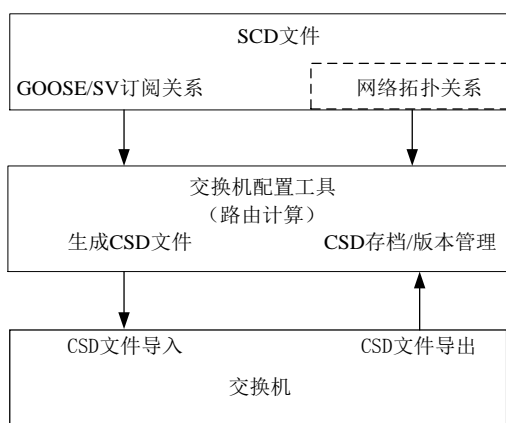 SCD文件
GOOSE/SV订阅关系
网络拓扑关系
交换机配置工具
（路由计算）
生成CSD文件
CSD存档/版本管理
CSD文件导入
CSD文件导出
交换机